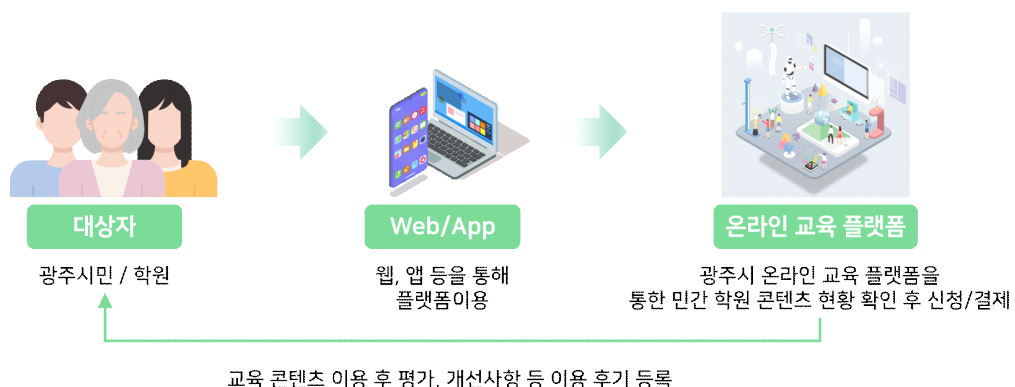 대상자
Web/App
온라인 교육 플랫폼
광주시민 / 학원
웹, 앱 등을 통해
플랫폼이용
광주시 온라인 교육 플랫폼을
통한 민간 학원 콘텐츠 현황 확인 후 신청/결제
교육 콘텐츠 이용 후 평가, 개선사항 등 이용 후기 등록